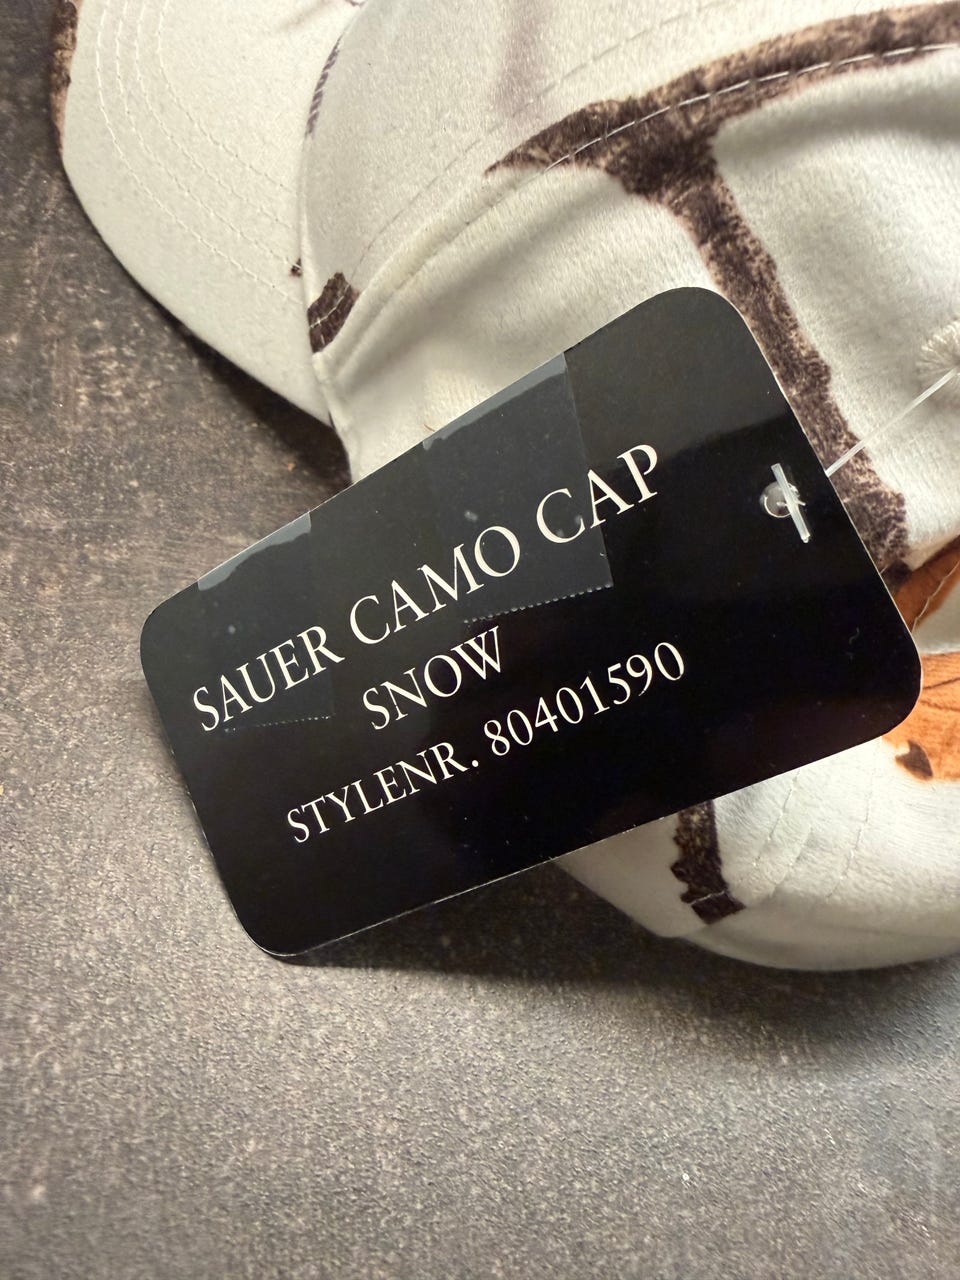 SAUER CAMO CAP
SNOW
STYLENR. 80401590